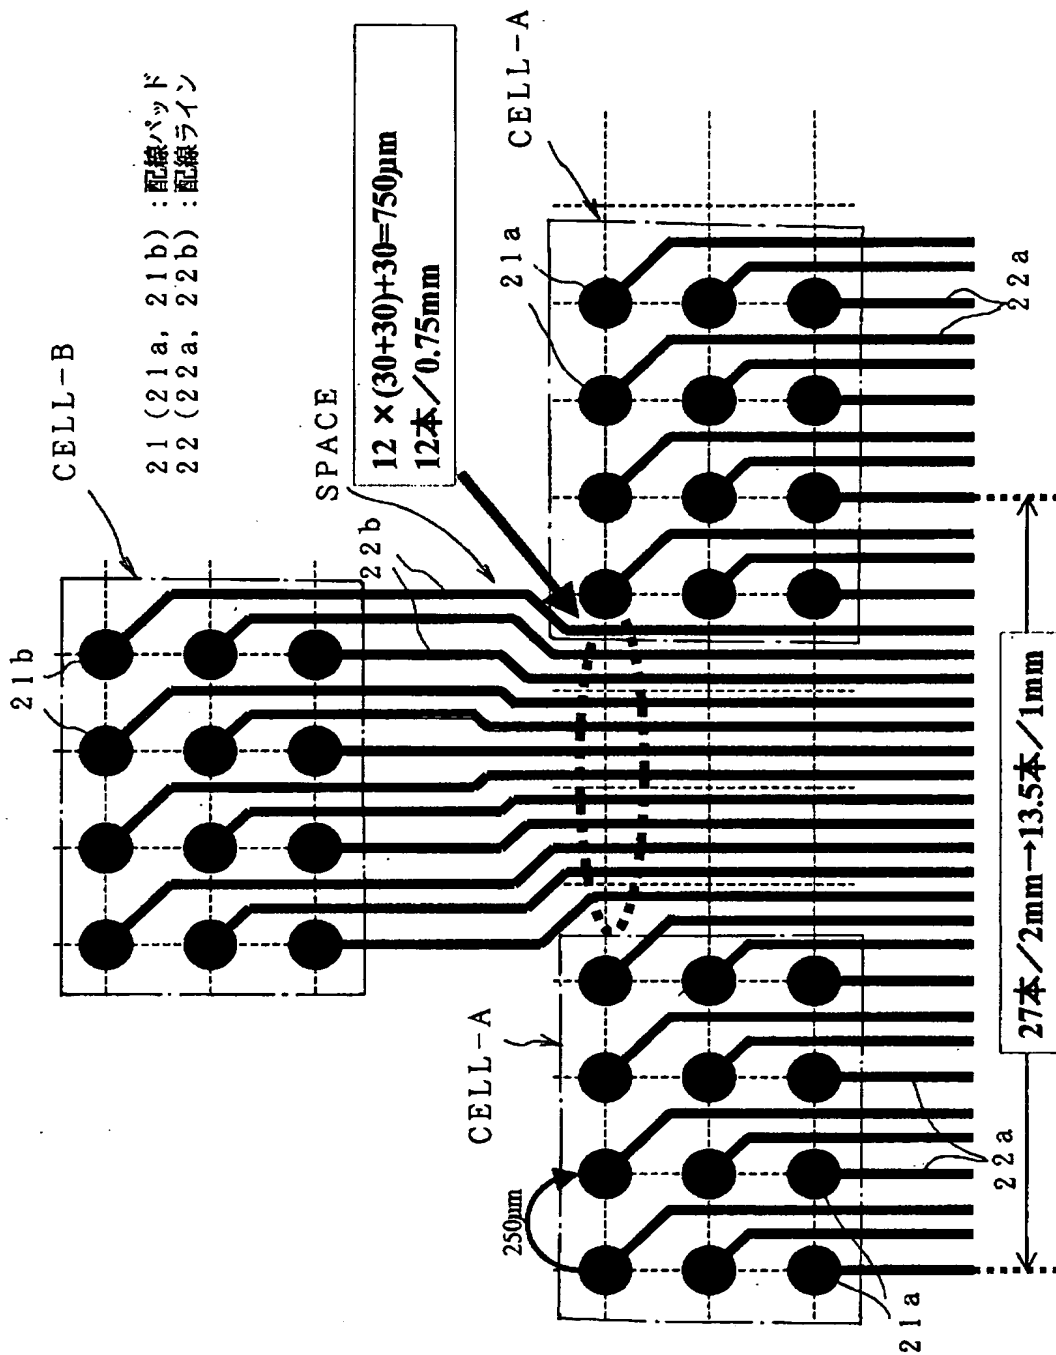 21(21a, 21b):配線パッド
22(22a, 22b):配線ライン
CELL-B
21b
SPACE
22b
12 ×(30+30)+30=750μm
12本/0.75mm
CELL-A
21a
22a
CELL-A
250μm
21a
22a
27本/2mm→13.5本/1mm